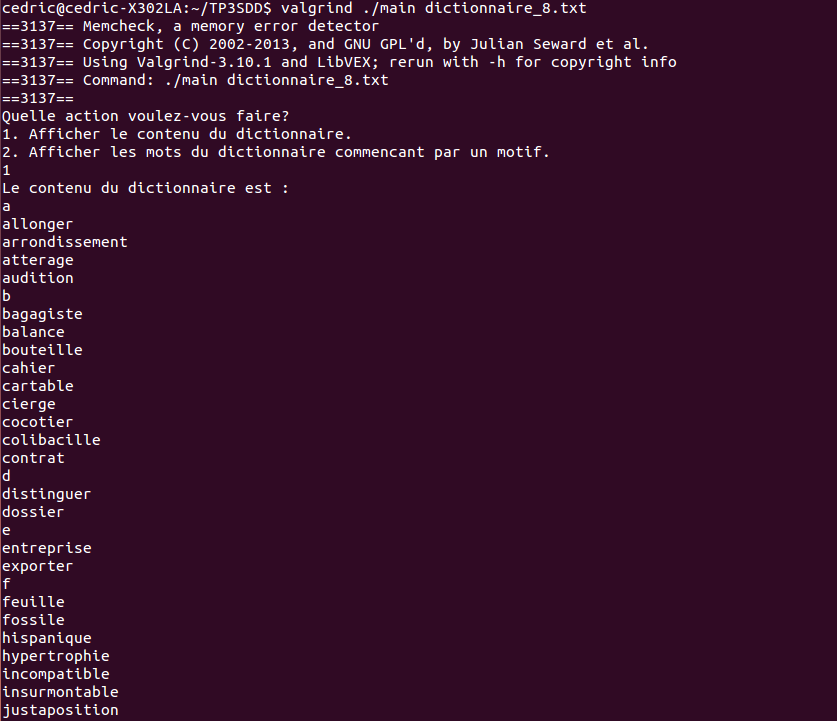 cedric@cedric-X302LA:~/TP3SDD$ valgrind ./main dictionnaire_8.txt
==3137== Memcheck, a memory error detector
==3137== Copyright (C) 2002-2013, and GNU GPL'd, by Julian Seward et al.
==3137== Using Valgrind-3.10.1 and LibVEX; rerun with -h for copyright info
==3137== Command: ./main dictionnaire_8.txt
==3137==
Quelle action voulez-vous faire?
1. Afficher le contenu du dictionnaire.
2. Afficher les mots du dictionnaire commencant par un motif.
1
Le contenu du dictionnaire est :
a
allonger
arrondissement
atterage
audition
b
bagagiste
balance
bouteille
cahier
cartable
cierge
cocotier
colibacille
contrat
d
distinguer
dossier
e
entreprise
exporter
f
feuille
fossile
hispanique
hypertrophie
incompatible
insurmontable
justaposition